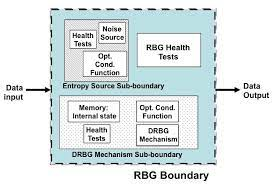 Noise
Source
Health
Tests
Opt. Cond.
Function
Entropy Source Sub-boundary
RBG Health
Tests
Data
input
Data
Output
Memory:
Internal state
Opt. Cond.
Function
Health
Tests
DRBG
Mechanism
DRBG Mechanism Sub-boundary
RBG Boundary